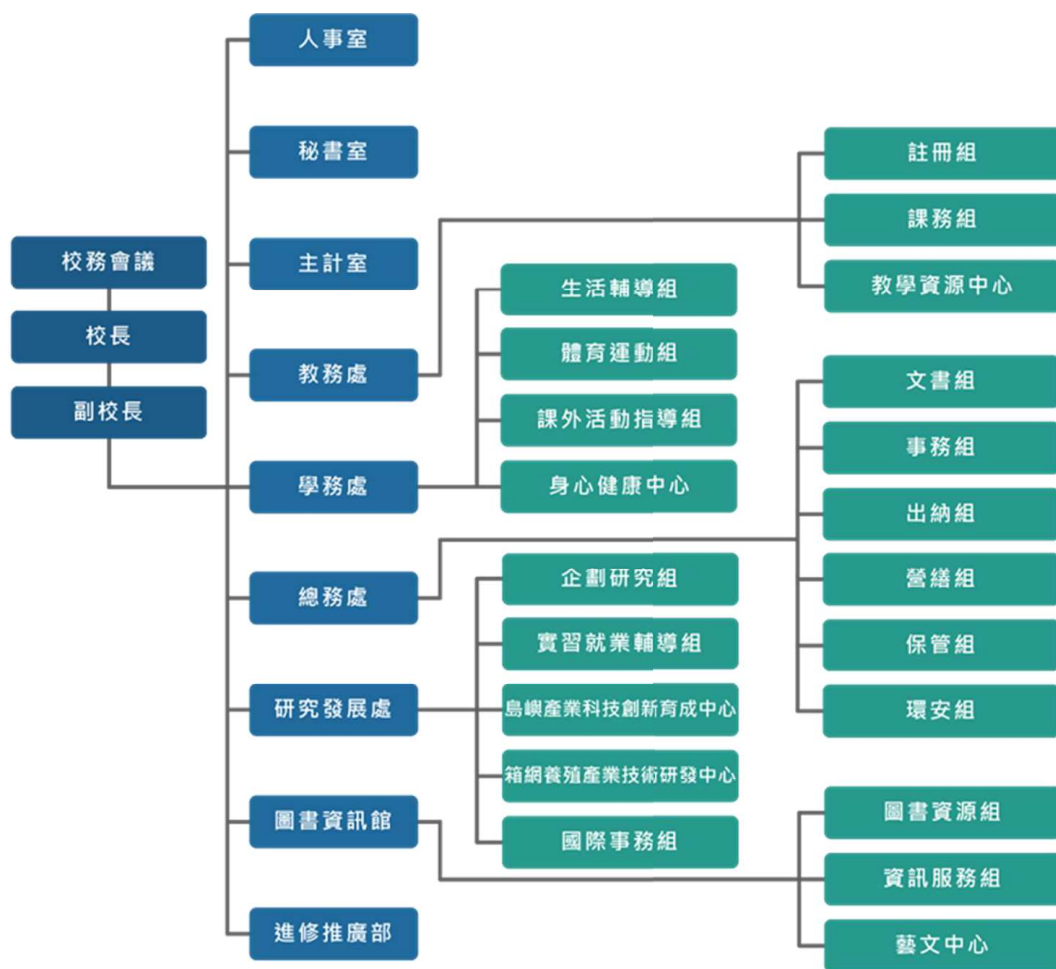 校務會議
校長
副校長
人事室
秘書室
主計室
教務處
學務處
總務處
研究發展處
圖書資訊館
進修推廣部
生活輔導組
體育運動組
課外活動指導組
身心健康中心
企劃研究組
實習就業輔導組
島嶼產業科技創新育成中心
箱網養殖產業技術研發中心
國際事務組
註冊組
課務組
教學資源中心
文書組
事務組
出納組
營繕組
保管組
環安組
圖書資源組
資訊服務組
藝文中心